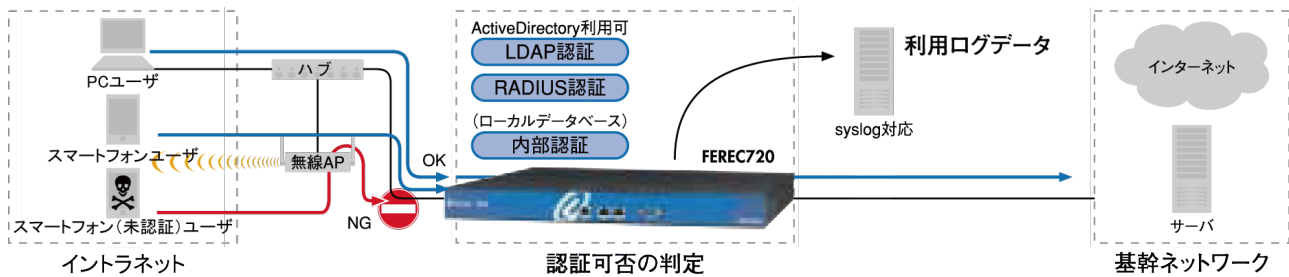 PCユーザ
スマートフォンユーザ
スマートフォン（未認証）ユーザ
イントラネット
ハブ
無線AP
OK
NG
ActiveDirectory利用可
LDAP認証
RADIUS認証
（ローカルデータベース）
内部認証
FEREC720
認証可否の判定
利用ログデータ
syslog対応
インターネット
サーバ
基幹ネットワーク